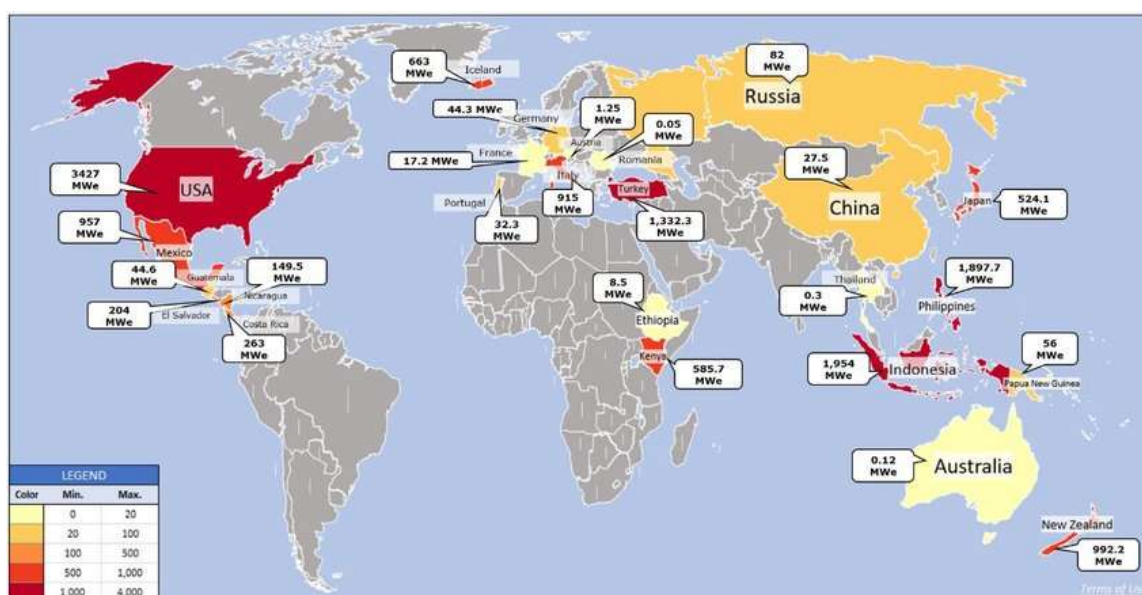 663
MWe
Iceland
82
MWe
Russia
44.3 MWe
Germany
1.25
MWe
Austria
0.05
MWe
France
17.2 MWe
Romania
Italy
915
MWe
Turkey
1,332.3
MWe
Portugal
32.3
MWe
27.5
MWe
China
3427
MWe
USA
957
MWe
Mexico
44.6
MWe
Guatemala
149.5
MWe
Nicaragua
204
MWe
El Salvador
Costa Rica
263
MWe
8.5
MWe
Ethiopia
Kenya
585.7
MWe
Japan
524.1
MWe
Thailand
0.3
MWe
1,897.7
MWe
Philippines
1,954
MWe
Indonesia
56
MWe
Papua New Guinea
0.12
MWe
Australia
New Zealand
992.2
MWe
LEGEND
Color Min. Max.
0 20
20 100
100 500
500 1,000
1,000 4,000
Terms of Us